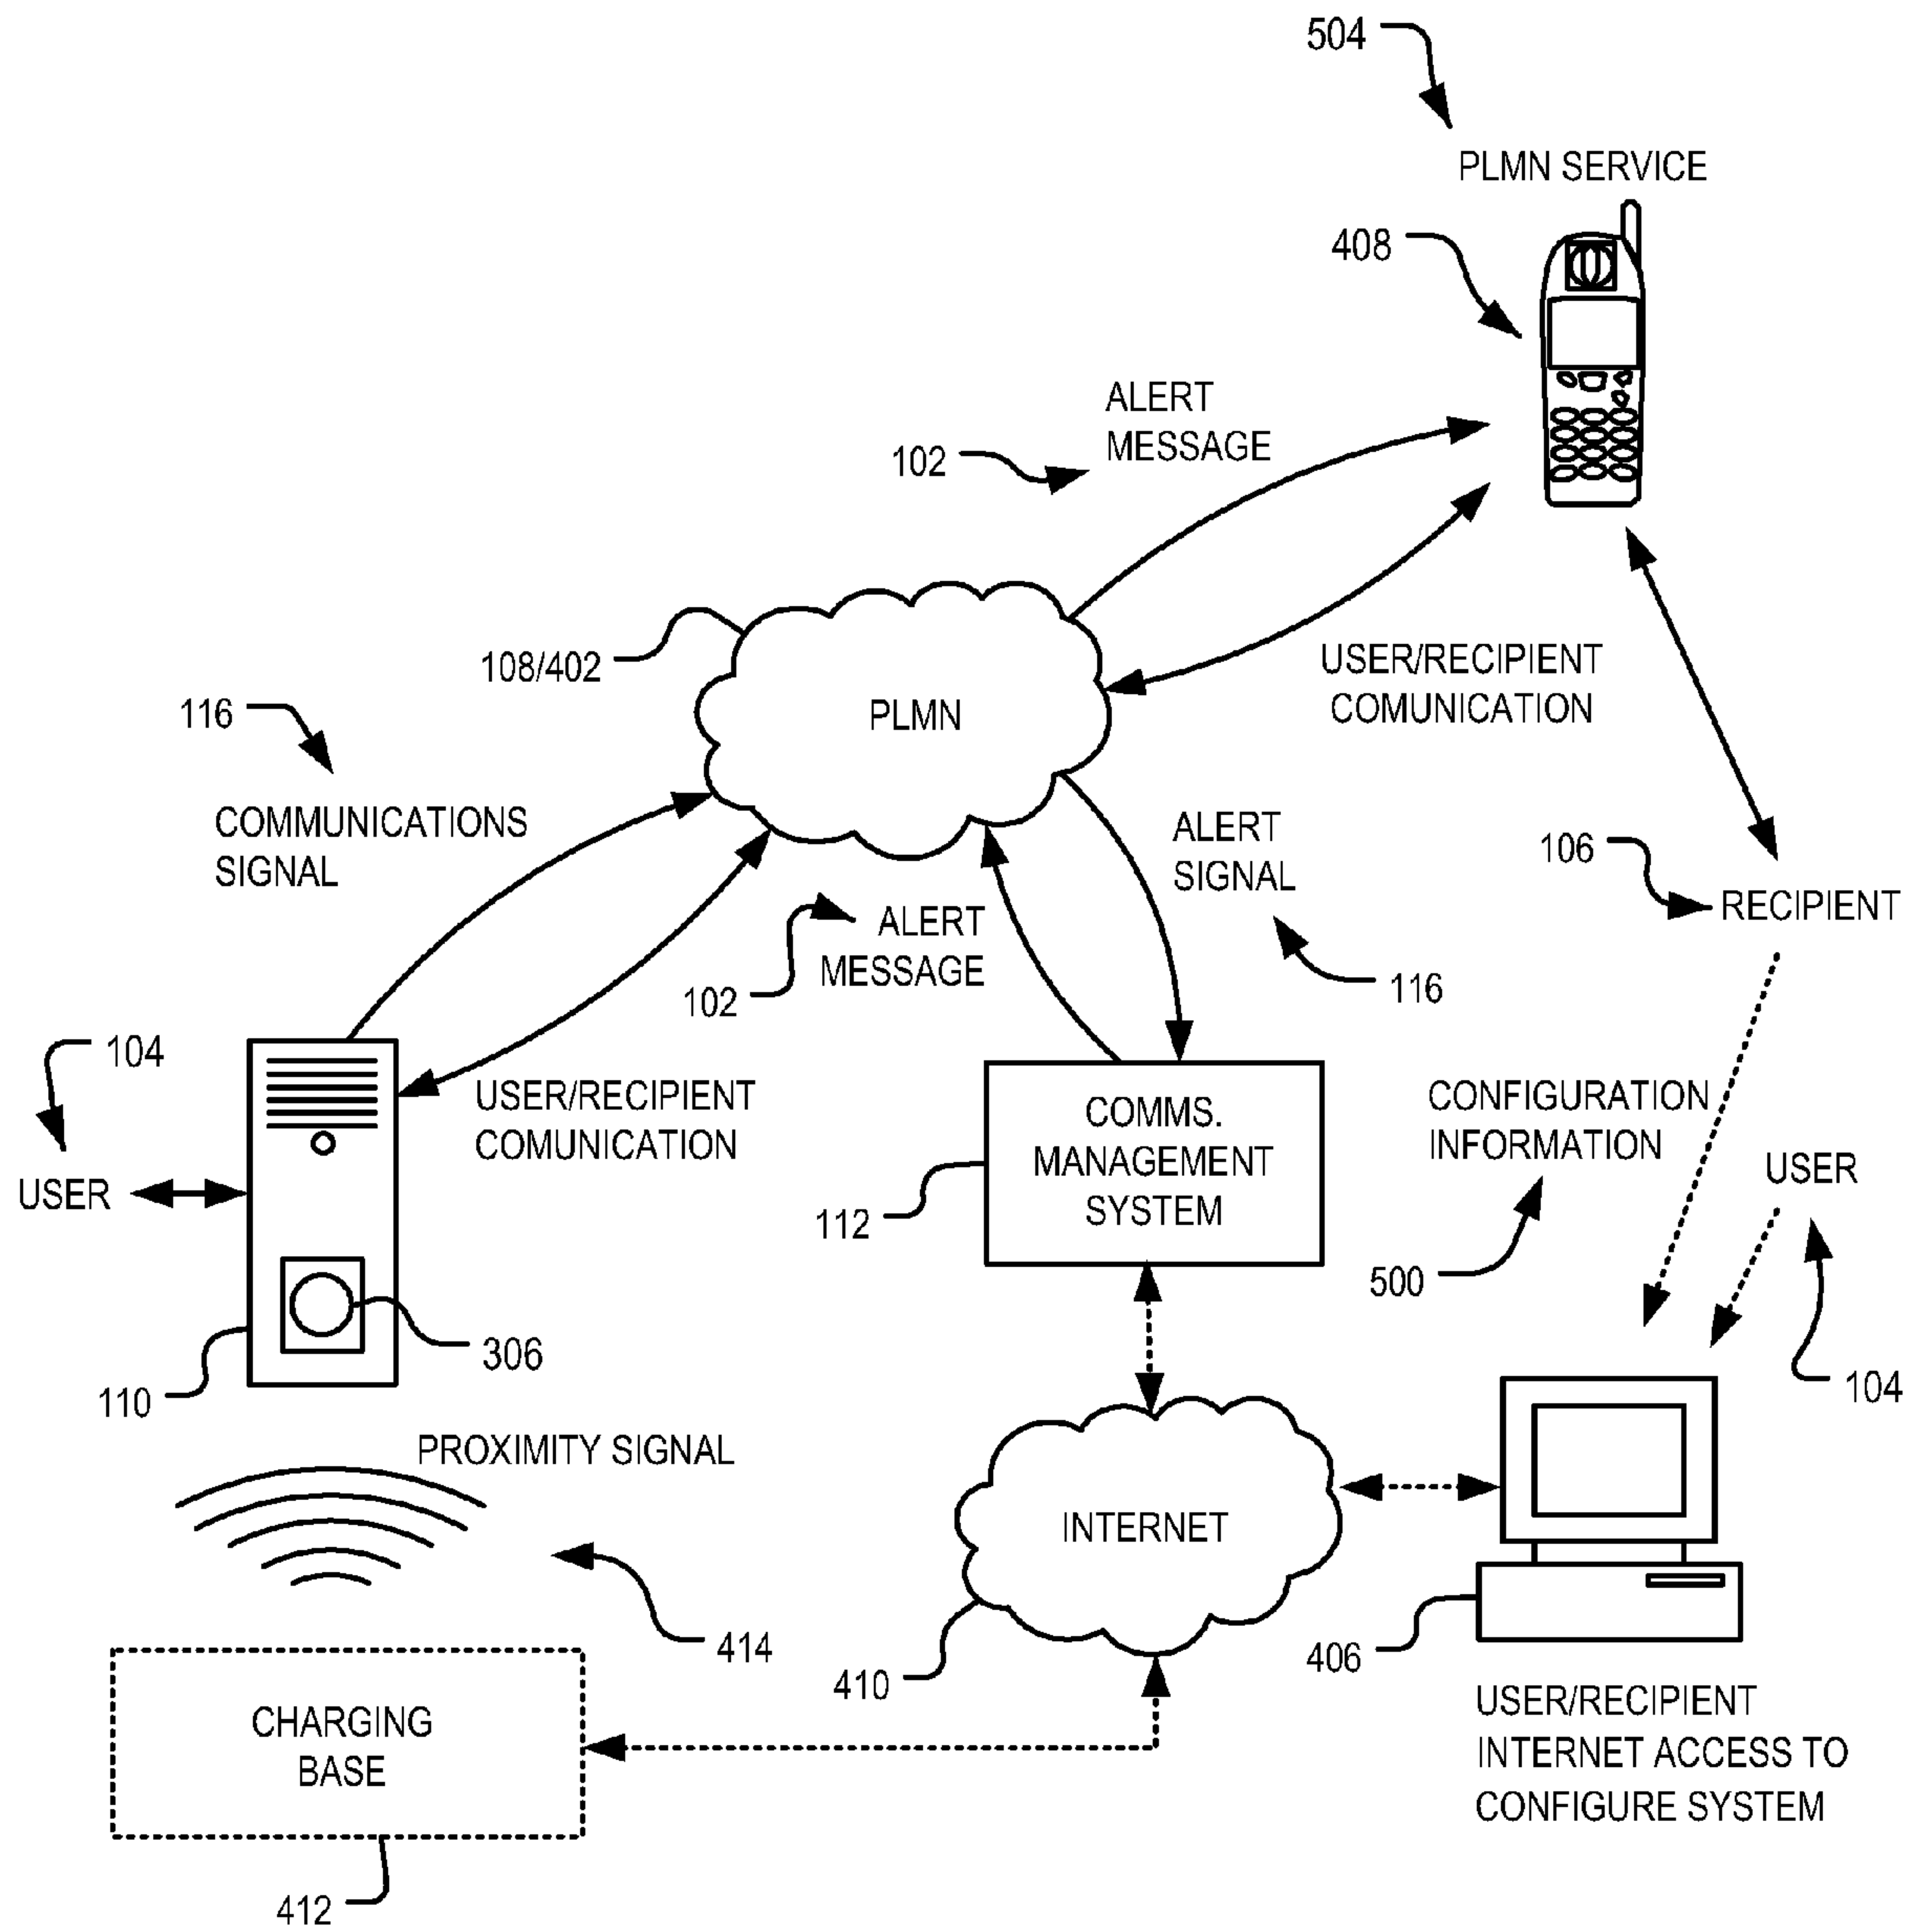 504
PLMN SERVICE
408
ALERT
MESSAGE
102
108/402
PLMN
USER/RECIPIENT
COMUNICATION
116
COMMUNICATIONS
SIGNAL
ALERT
SIGNAL
116
106
RECIPIENT
102
ALERT
MESSAGE
104
USER
USER/RECIPIENT
COMUNICATION
COMMS.
MANAGEMENT
SYSTEM
112
CONFIGURATION
INFORMATION
500
USER
104
306
110
PROXIMITY SIGNAL
414
INTERNET
410
406
USER/RECIPIENT
INTERNET ACCESS TO
CONFIGURE SYSTEM
CHARGING
BASE
412